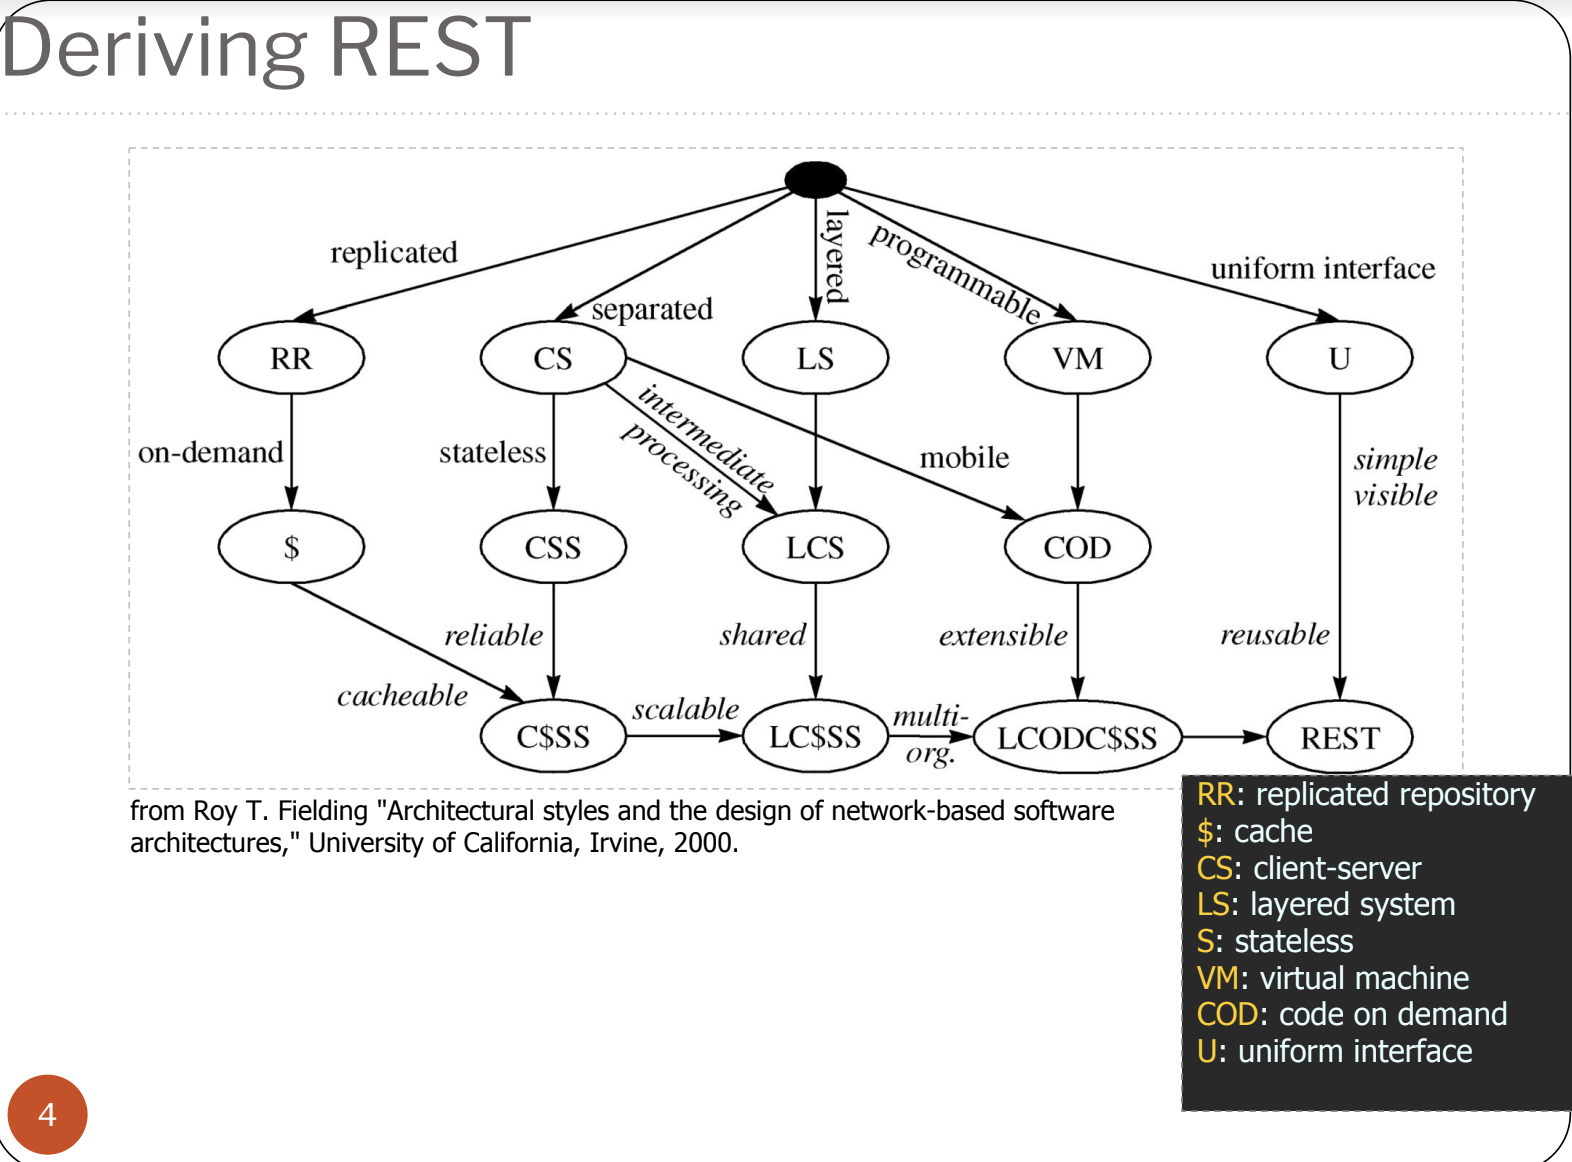 Deriving REST
replicated
separated
layered
programmable
uniform interface
RR
CS
LS
VM
U
on-demand
stateless
intermediate
processing
mobile
simple
visible
$
CSS
LCS
COD
reliable
shared
extensible
reusable
cacheable
scalable
multi-
org.
C$SS
LC$SS
LCODC$SS
REST
from Roy T. Fielding "Architectural styles and the design of network-based software
architectures," University of California, Irvine, 2000.
RR: replicated repository
$: cache
CS: client-server
LS: layered system
S: stateless
VM: virtual machine
COD: code on demand
U: uniform interface
4